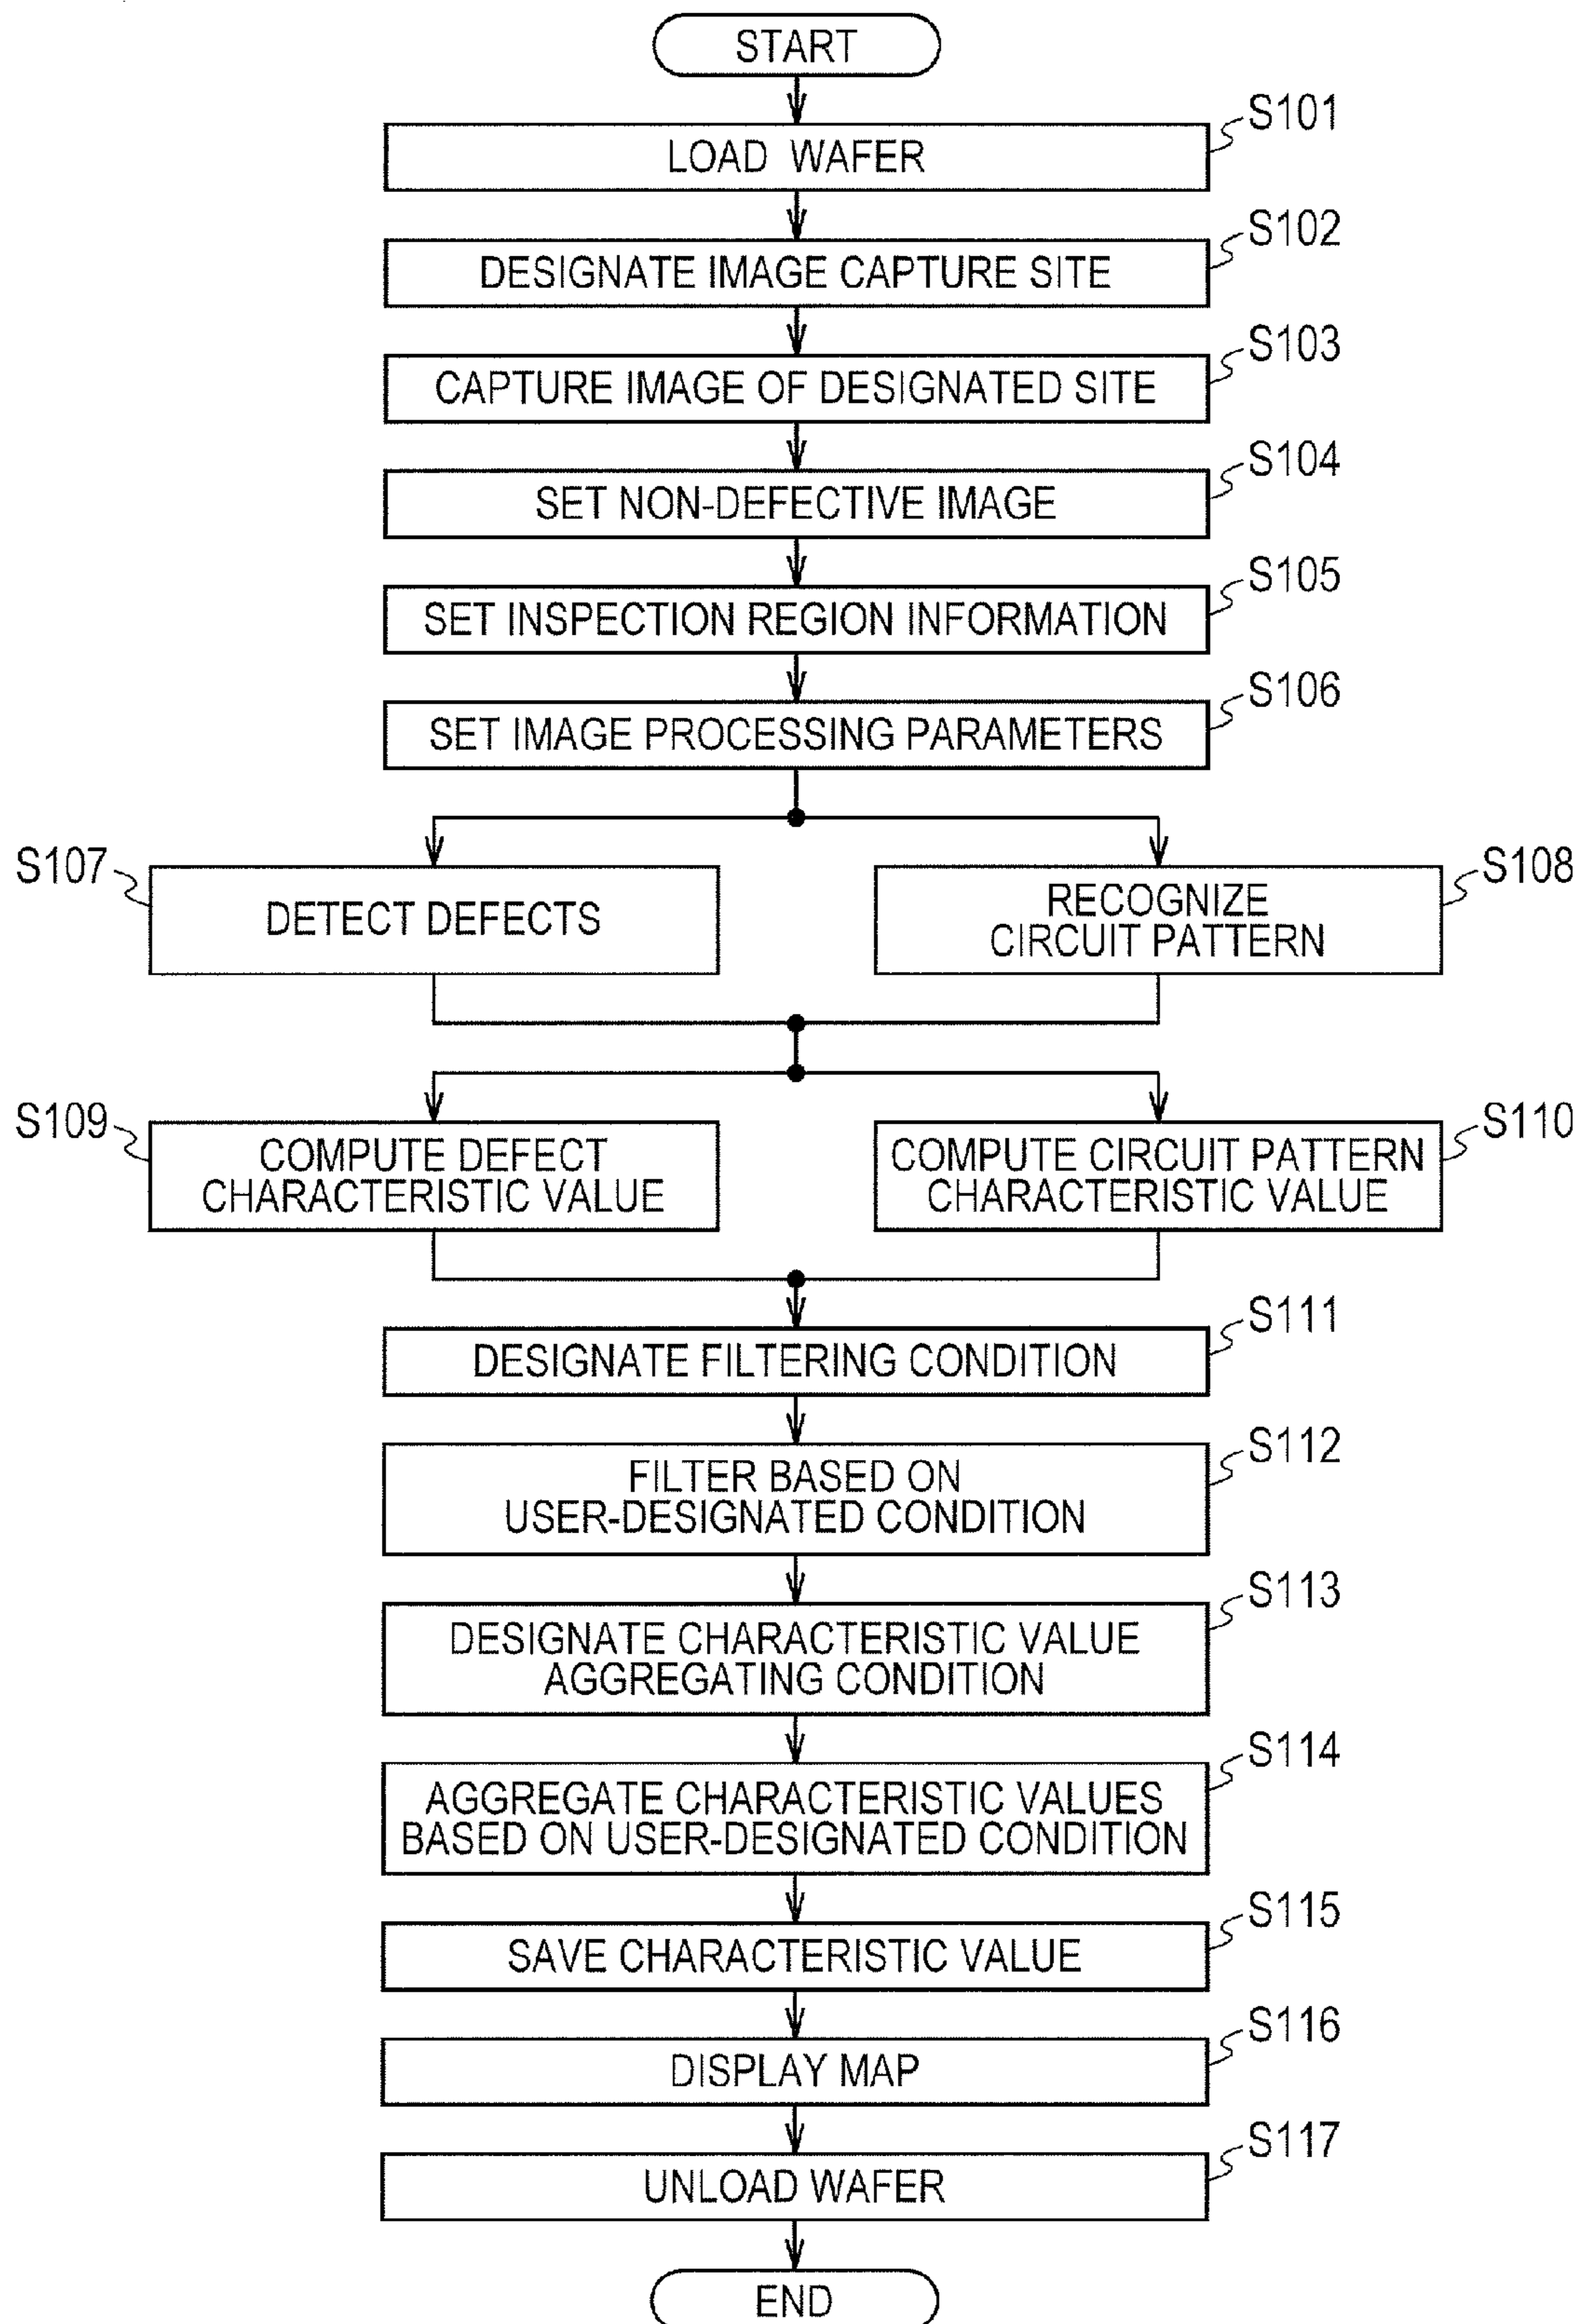 START
S101
LOAD WAFER
S102
DESIGNATE IMAGE CAPTURE SITE
S103
CAPTURE IMAGE OF DESIGNATED SITE
S104
SET NON-DEFECTIVE IMAGE
S105
SET INSPECTION REGION INFORMATION
S106
SET IMAGE PROCESSING PARAMETERS
S107
DETECT DEFECTS
S108
RECOGNIZE
CIRCUIT PATTERN
S109
COMPUTE DEFECT
CHARACTERISTIC VALUE
S110
COMPUTE CIRCUIT PATTERN
CHARACTERISTIC VALUE
S111
DESIGNATE FILTERING CONDITION
S112
FILTER BASED ON
USER-DESIGNATED CONDITION
S113
DESIGNATE CHARACTERISTIC VALUE
AGGREGATING CONDITION
S114
AGGREGATE CHARACTERISTIC VALUES
BASED ON USER-DESIGNATED CONDITION
S115
SAVE CHARACTERISTIC VALUE
S116
DISPLAY MAP
S117
UNLOAD WAFER
END